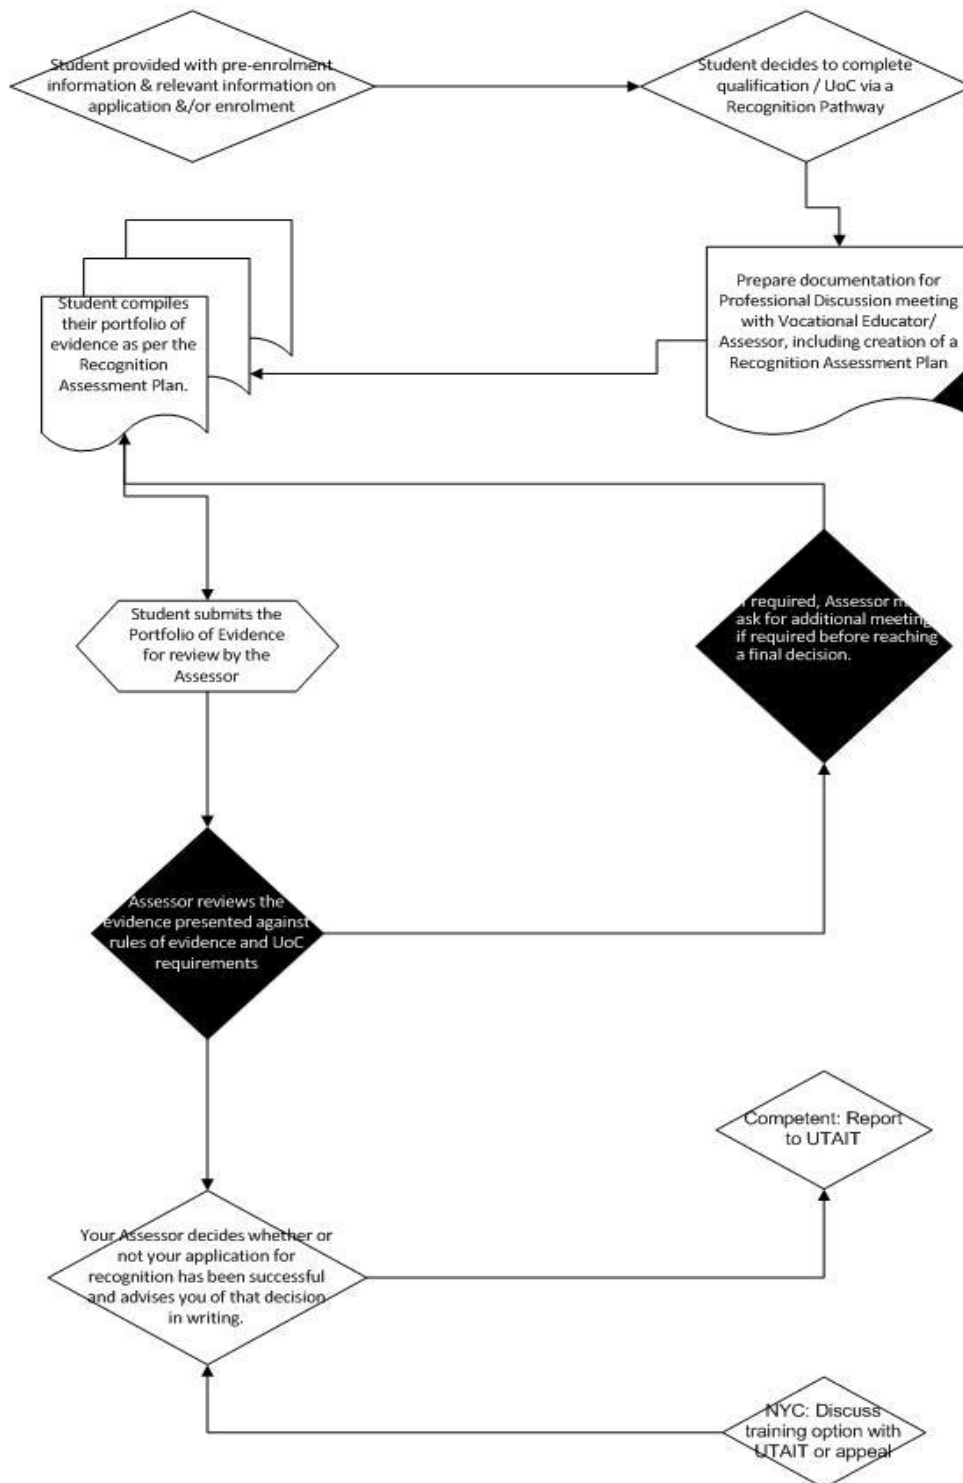 Student provided with pre-enrolment
information & relevant information on
application &/or enrolment
Student decides to complete
qualification / UoC via a
Recognition Pathway
Prepare documentation for
Professional Discussion meeting
with Vocational Educator/
Assessor, including creation of a
Recognition Assessment Plan
Student compiles
their portfolio of
evidence as per the
Recognition
Assessment Plan.
Student submits the
Portfolio of Evidence
for review by the
Assessor
required, Assessor
ask for additional meeting
if required before reaching
a final decision.
Assessor reviews the
evidence presented against
rules of evidence and UoC
requirements
Competent: Report
to UTAIT
Your Assessor decides whether or
not your application for
recognition has been successful
and advises you of that decision
in writing.
NYC: Discuss
training option with
UTAIT or appeal